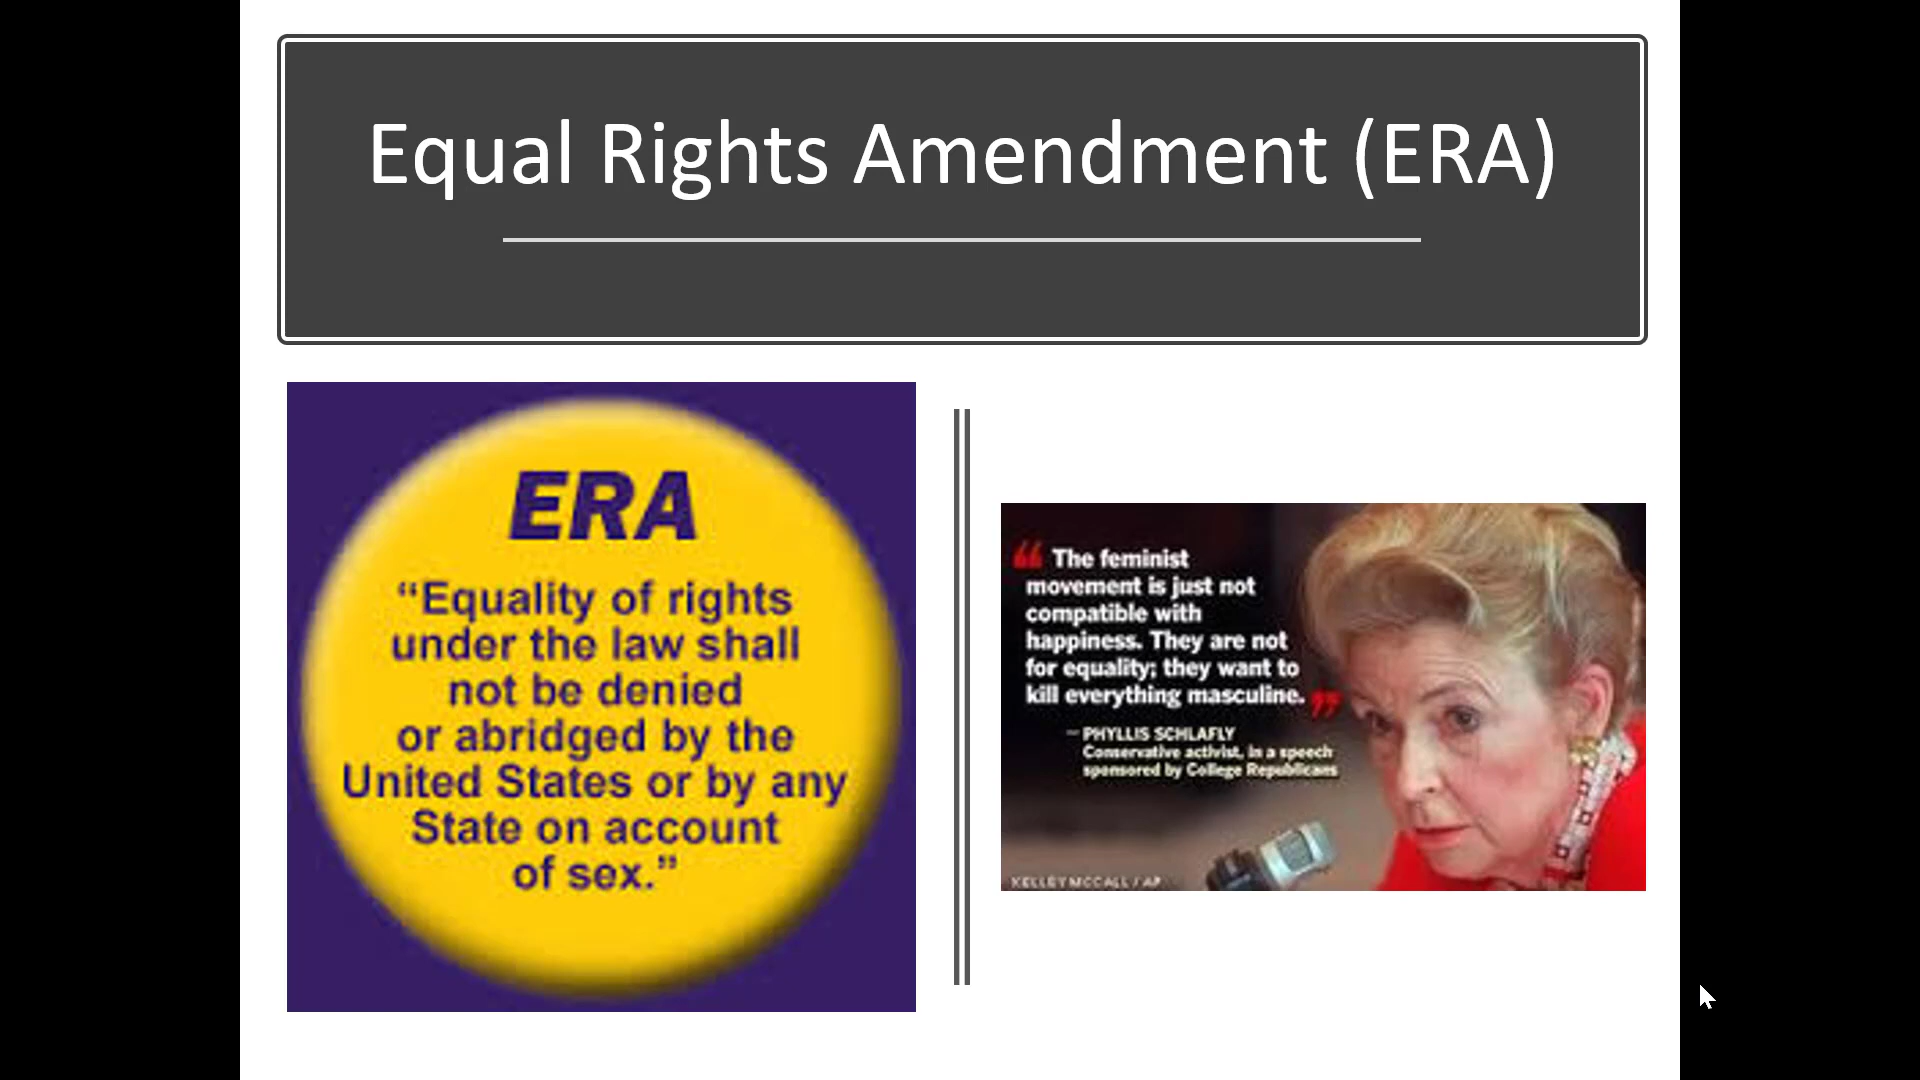 Equal Rights Amendment (ERA)
ERA
“Equality of rights
under the law shall
not be denied
or abridged by the
United States or by any
State on account
of sex.”
“ The feminist
movement is just not
compatible with
happiness. They are not
for equality; they want to
kill everything masculine. ”
— PHYLLIS SCHLAFLY
Conservative activist, in a speech
sponsored by College Republicans
KELLEY MCCALL / AP